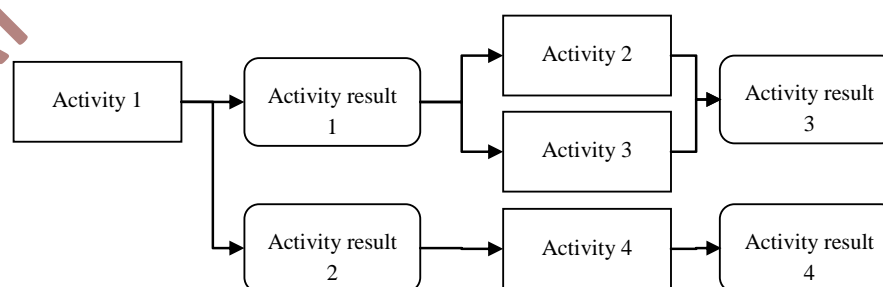 Activity 1
Activity result
1
Activity 2
Activity 3
Activity result
3
Activity result
2
Activity 4
Activity result
4